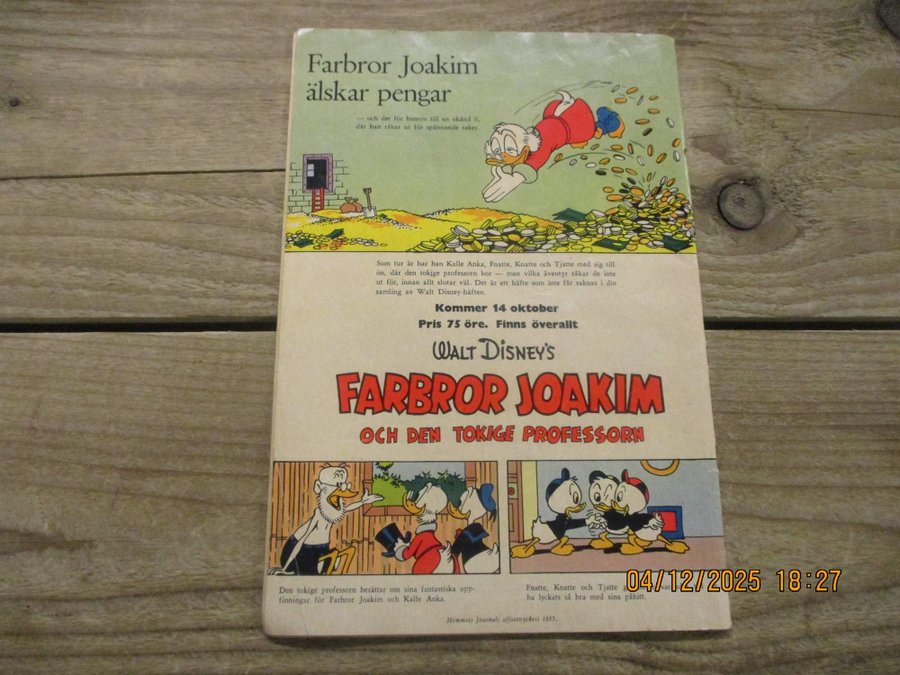 Farbror Joakim
älskar pengar
— och det för honom till en okänd ö,
där han råkar ut för spännande saker.
Som tur är har han Kalle Anka, Fnatte, Knatte och Tjatte med sig till
ön, där den tokige professorn bor — men vilka äventyr råkar de inte
ut för, innan allt slutar väl. Det är ett häfte som inte får saknas i din
samling av Walt Disney-häften.
Kommer 14 oktober
Pris 75 öre. Finns överallt
WALT DISNEY'S
FARBROR JOAKIM
OCH DEN TOKIGE PROFESSORN
Den tokige professorn berättar om sina fantastiska upp-
finningar för Farbror Joakim och Kalle Anka.
Fnatte, Knatte och Tjatte
ha lyckats så bra med sina påhitt.
Hemmets Journals offsettryckeri 1955.
04/12/2025 18:27